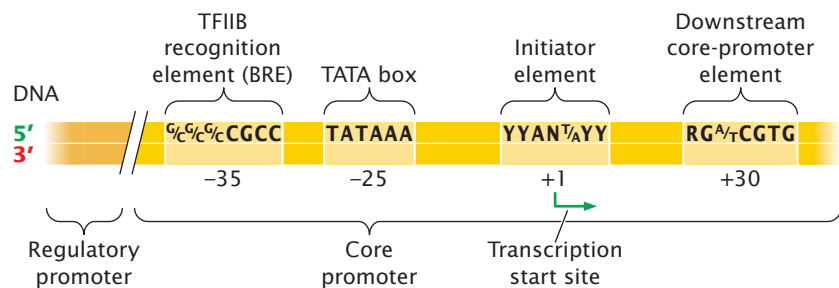 TFIIB
recognition
element (BRE)
TATA box
Initiator
element
Downstream
core-promoter
element
DNA
5′
3′
G/CG/CG/CCGCC
TATAAA
YYANT/AYY
RGA/TCGTG
–35
–25
+1
+30
Regulatory
promoter
Core
promoter
Transcription
start site